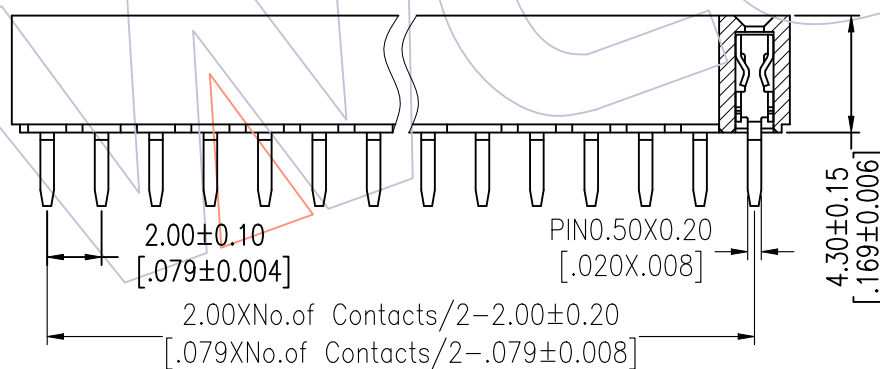 2.00±0.10
[.079±0.004]
PIN0.50X0.20
[.020X.008]
4.30±0.15
[.169±0.006]
2.00XNo.of Contacts/2-2.00±0.20
[.079XNo.of Contacts/2-.079±0.008]